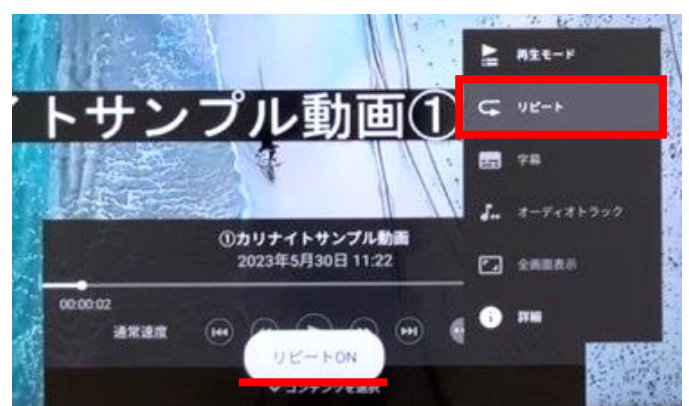 イトサンプル動画①
再生モード
リピート
字幕
オーディオトラック
全画面表示
詳細
①カリナイトサンプル動画
2023年5月30日 11:22
00:00:02
通常速度
リピートON
コンテンツを選択